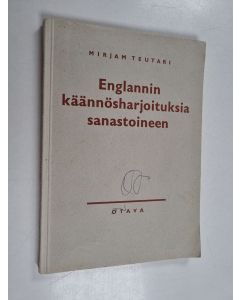 MIRJAM TEUTARI
Englannin
käännösharjoituksia
sanastoineen
OTAVA